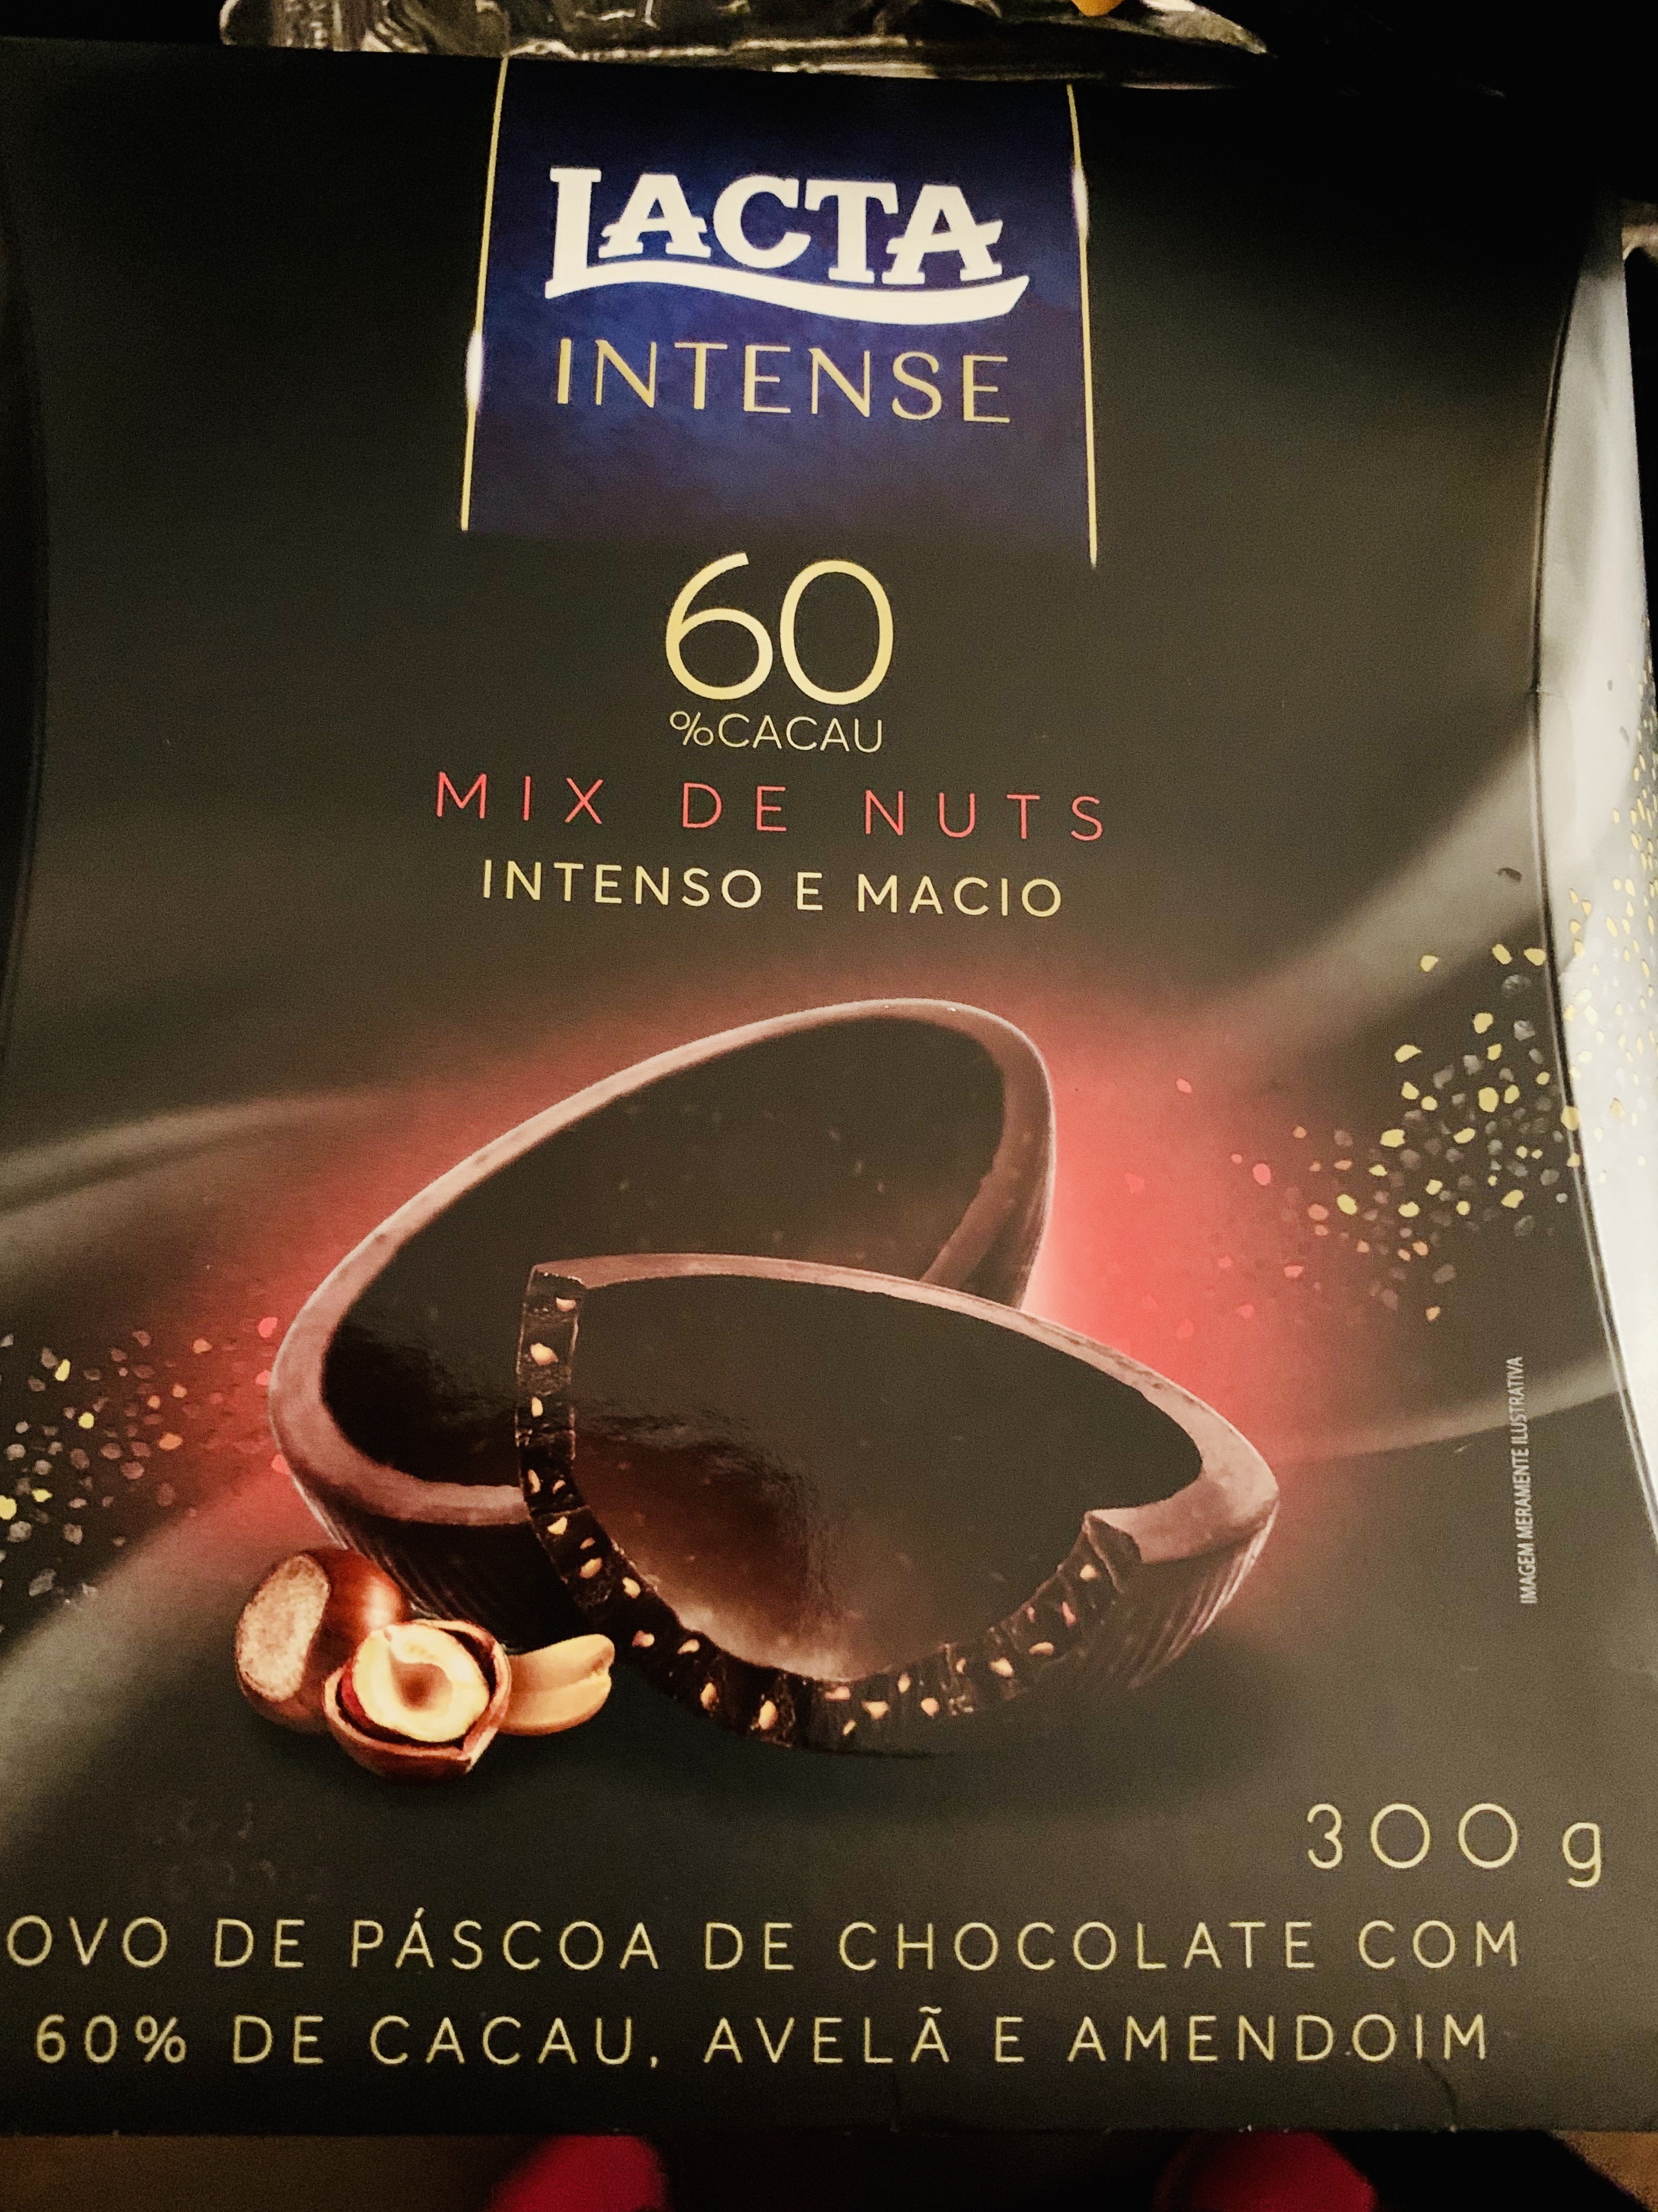 LACTA
INTENSE
60
%CACAU
MIX DE NUTS
INTENSO E MACIO
IMAGEM MERAMENTE ILUSTRATIVA
300 g
OVO DE PÁSCOA DE CHOCOLATE COM
60% DE CACAU, AVELÃ E AMENDOIM